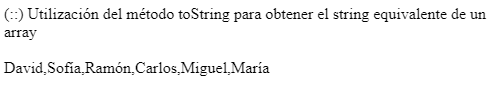 (::) Utilización del método toString para obtener el string equivalente de un
array
David,Sofía,Ramón,Carlos,Miguel,María